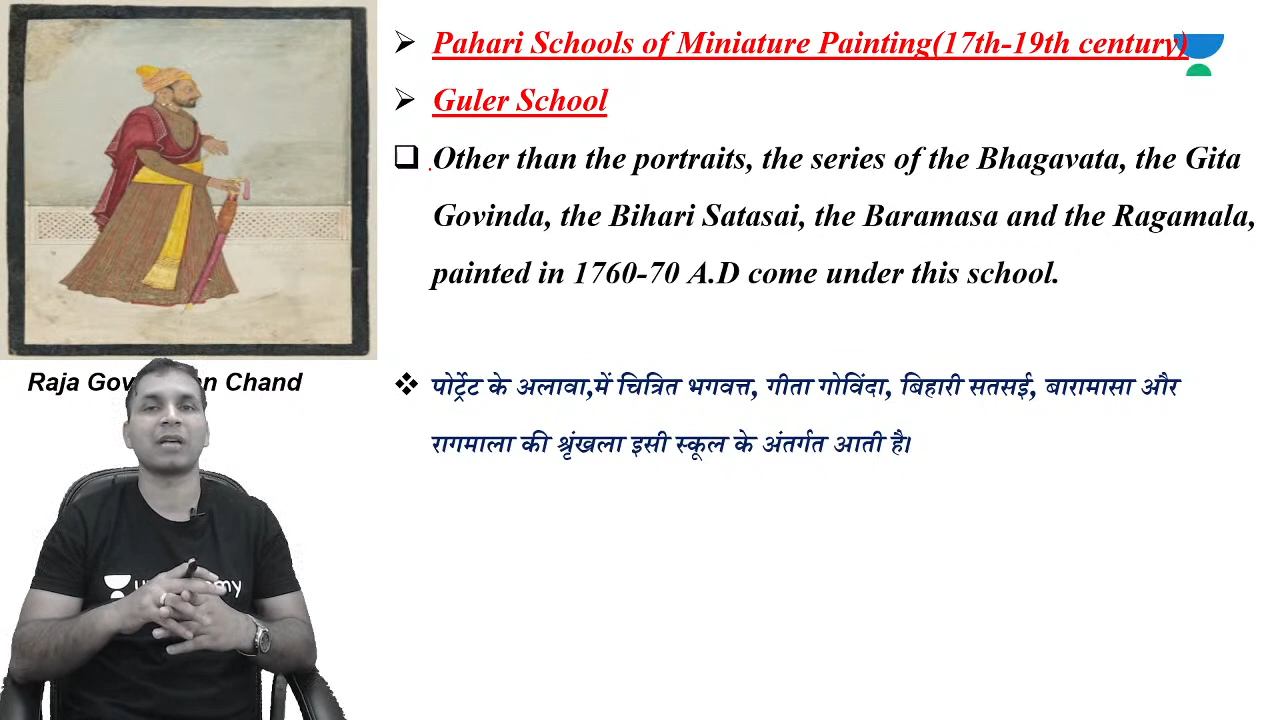 Pahari Schools of Miniature Painting(17th-19th century)
Guler School
Other than the portraits, the series of the Bhagavata, the Gita
Govinda, the Bihari Satasai, the Baramasa and the Ragamala,
painted in 1760-70 A.D come under this school.
Raja Chand
पोर्ट्रेट के अलावा,में चित्रित भगवत्त, गीता गोविंदा, बिहारी सतसई, बारामासा और
रागमाला की श्रृंखला इसी स्कूल के अंतर्गत आती है।